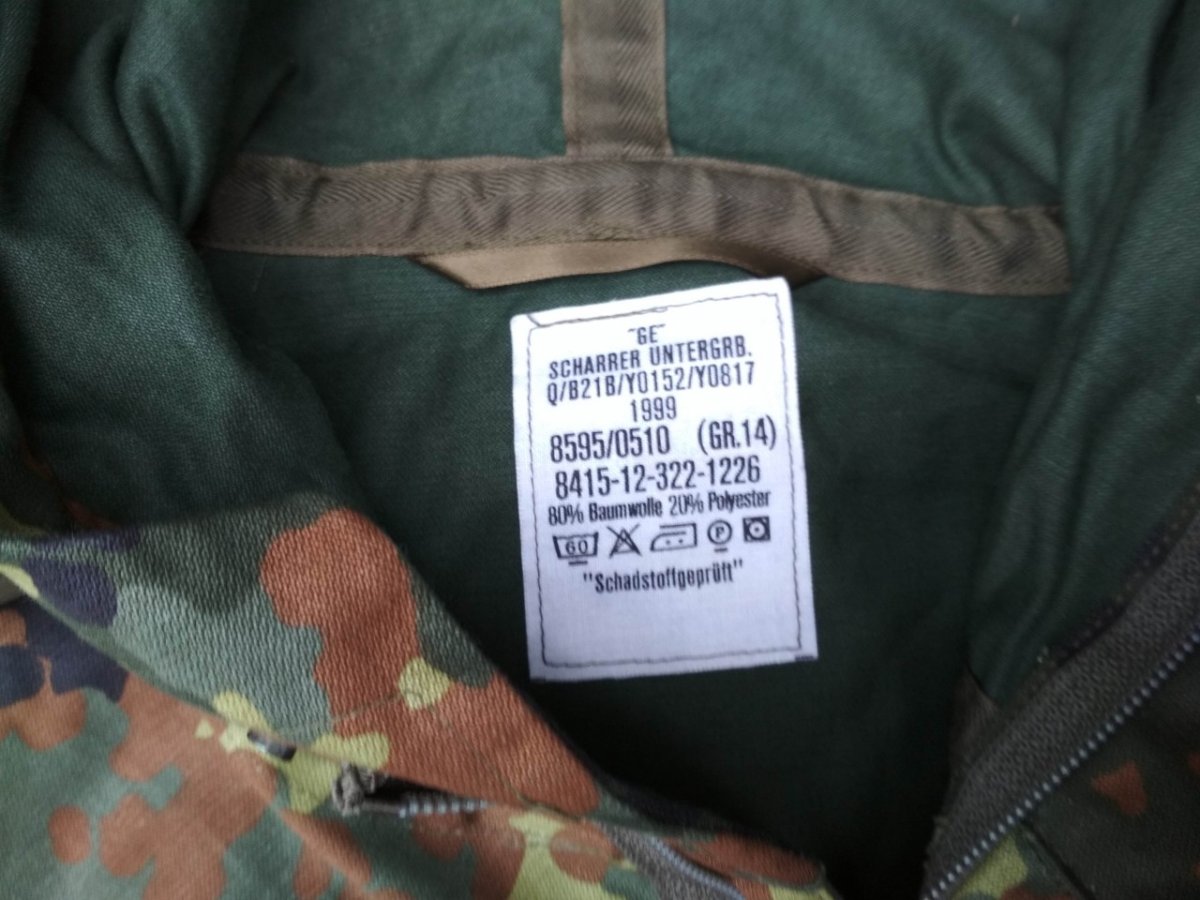 "GE"
SCHARRER UNTERGRB.
Q/B21B/Y0152/Y0817
1999
8595/0510 (GR.14)
8415-12-322-1226
80% Baumwolle 20% Polyester
60 P
"Schadstoffgeprüft"